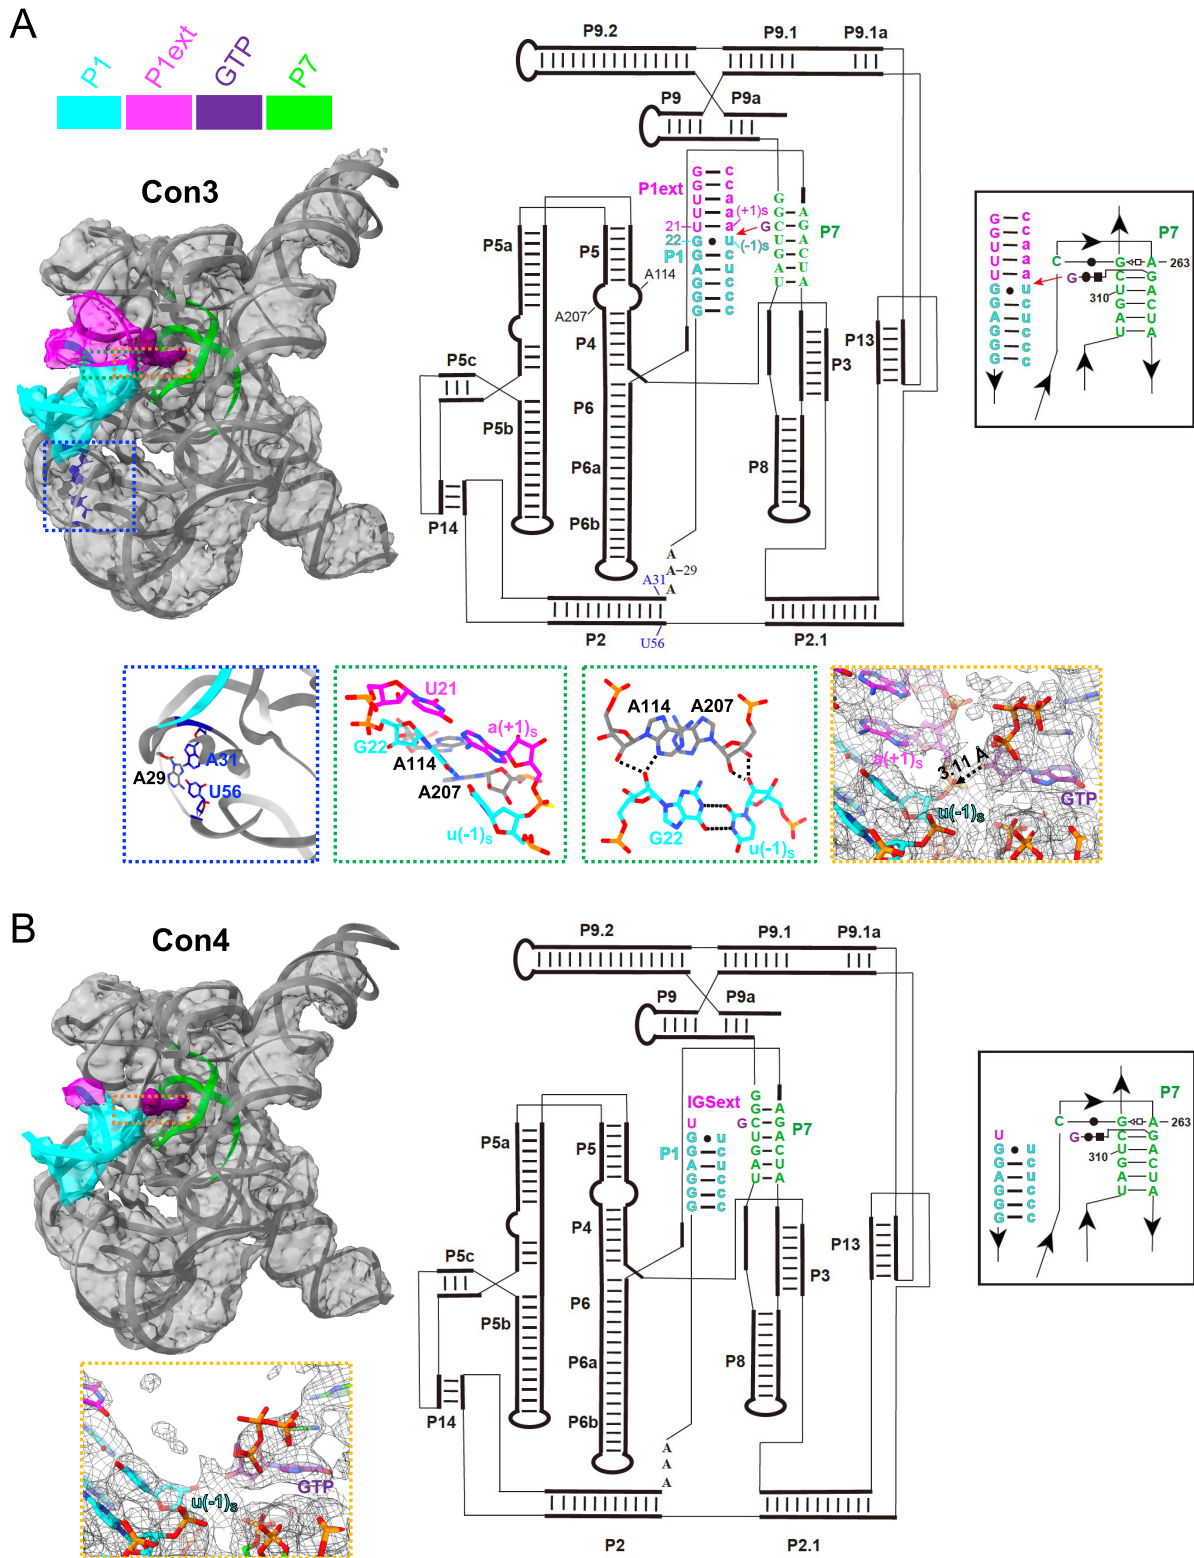 A
P1
P1ext
GTP
P7
Con3
P9.2
P9.1
P9.1a
P9
P9a
P1ext
G c
G c
U a
U a (+1)s
21 U a
22 G u (-1)s
P1
G c
A u
G c
G c
G c
G
G
G A
C G
U A
G C
A U
U A
P7
P5a
P5
A114
A207
P4
P5c
P5b
P6
P6a
P6b
P14
P3
P13
P8
A
A-29
A31
A
U56
P2
P2.1
P7
G c
G c
U a
U a
U a
G u
G c
A u
G c
G c
G c
C G A 263
G
310
C G
U A
G C
A U
U A
A29
A31
U56
U21
G22
a(+1)s
A114
A207
u(-1)s
A114
A207
G22
u(-1)s
a(+1)s
3.11 Å
GTP
u(-1)s
B
Con4
P9.2
P9.1
P9.1a
P9
P9a
IGSext
U
G u
P1
G c
A u
G c
G c
G c
G
G A
G
C G
U A
G C
A U
U A
P7
P5a
P5
P4
P5c
P5b
P6
P6a
P6b
P14
P3
P13
P8
A
A
A
P2
P2.1
P7
U
G u
G c
A u
G c
G c
G c
C G A 263
G
310
C G
U A
G C
A U
U A
GTP
u(-1)s